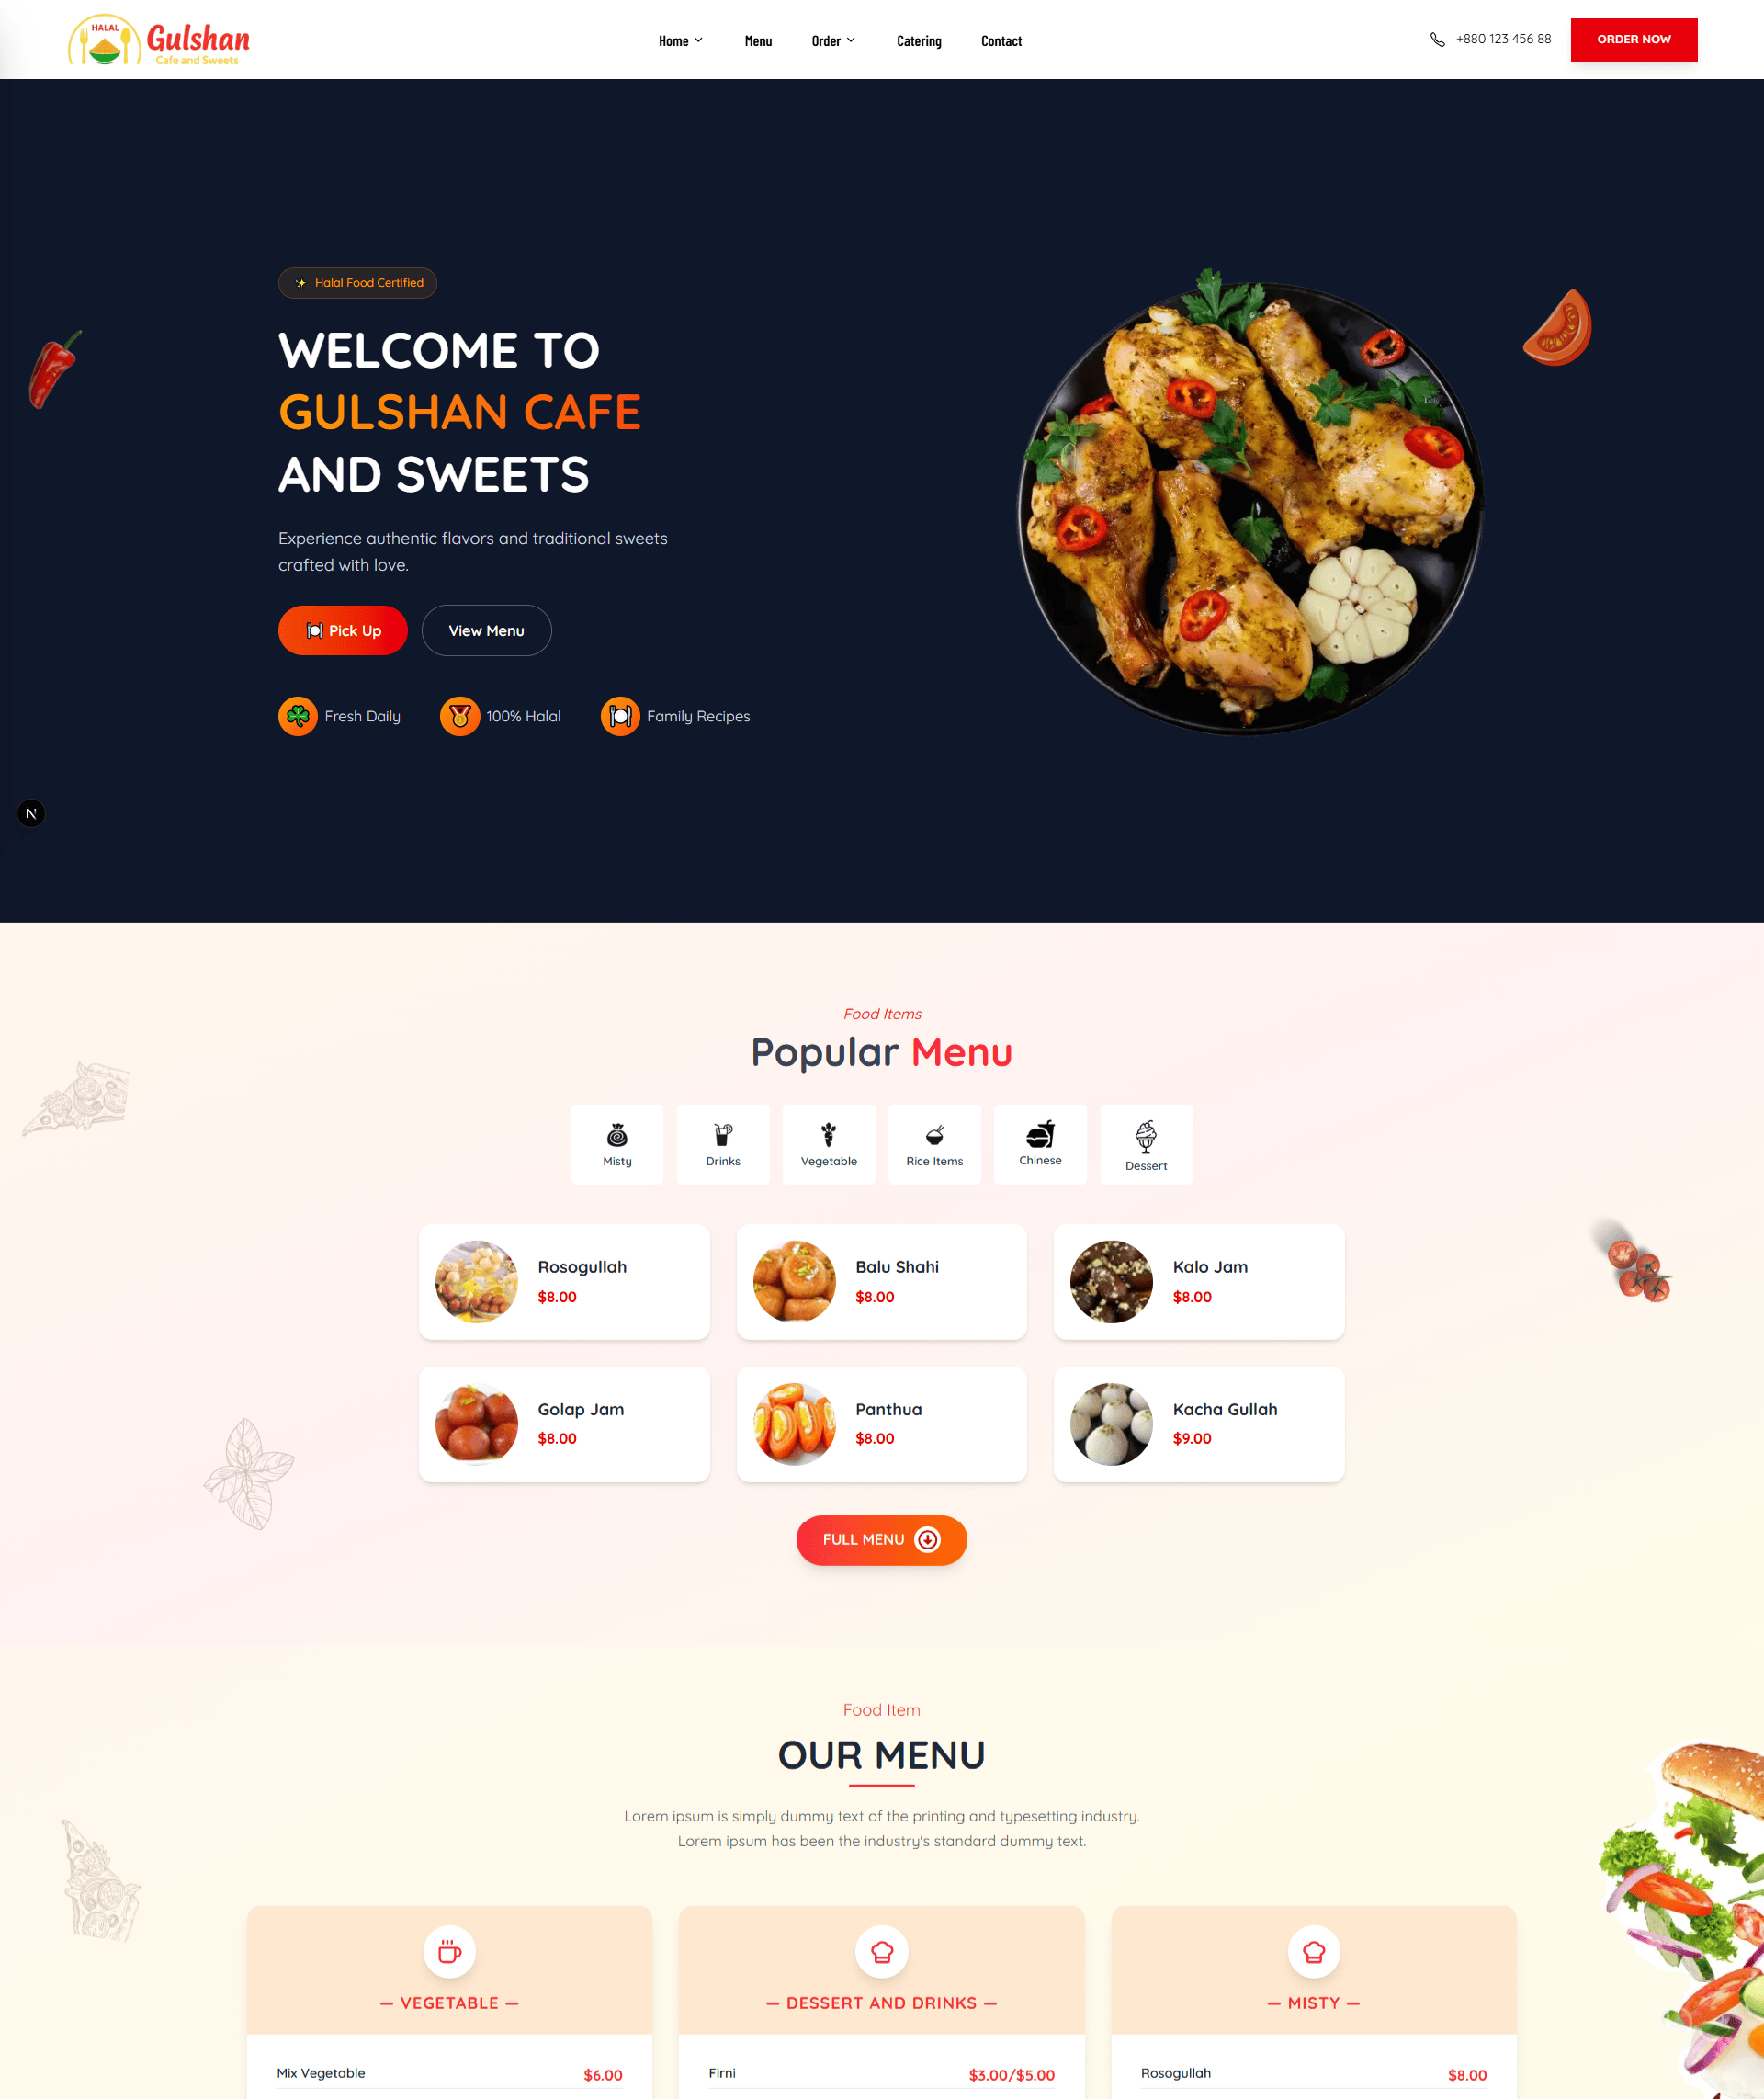 HALAL
Gulshan
Cafe and Sweets
Home
Menu
Order
Catering
Contact
+880 123 456 88
ORDER NOW
Halal Food Certified
WELCOME TO
GULSHAN CAFE
AND SWEETS
Experience authentic flavors and traditional sweets
crafted with love.
Pick Up
View Menu
Fresh Daily
100% Halal
Family Recipes
N
Food Items
Popular Menu
Misty
Drinks
Vegetable
Rice Items
Chinese
Dessert
Rosogullah
$8.00
Balu Shahi
$8.00
Kalo Jam
$8.00
Golap Jam
$8.00
Panthua
$8.00
Kacha Gullah
$9.00
FULL MENU
Food Item
OUR MENU
Lorem ipsum is simply dummy text of the printing and typesetting industry.
Lorem ipsum has been the industry's standard dummy text.
— VEGETABLE —
Mix Vegetable $6.00
— DESSERT AND DRINKS —
Firni $3.00/$5.00
— MISTY —
Rosogullah $8.00